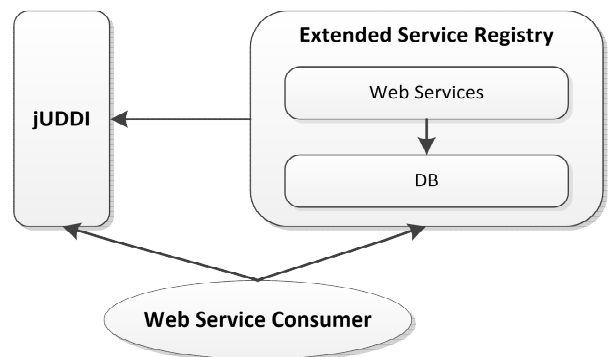 Extended Service Registry
Web Services
jUDDI
DB
Web Service Consumer